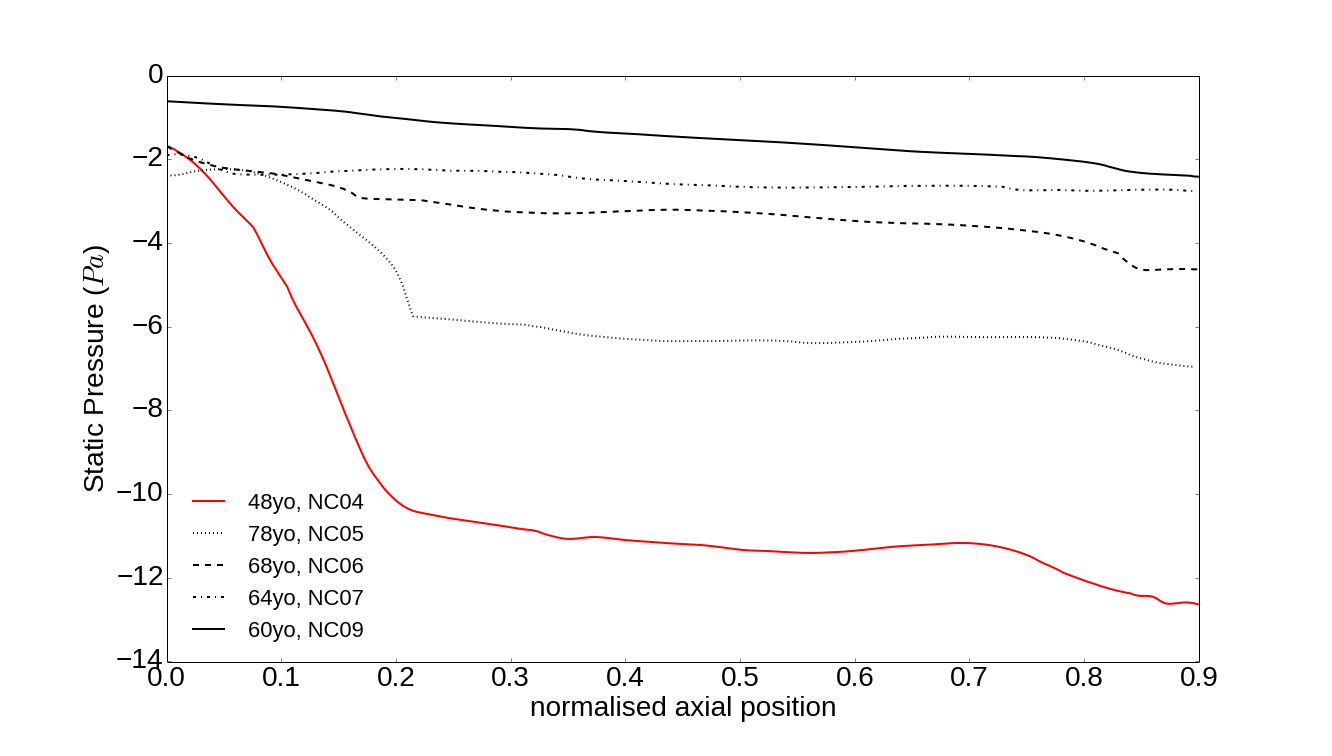 0
−2
−4
−6
−8
−10
−12
−14
Static Pressure (Pa)
48yo, NC04
78yo, NC05
68yo, NC06
64yo, NC07
60yo, NC09
0.0 0.1 0.2 0.3 0.4 0.5 0.6 0.7 0.8 0.9
normalised axial position